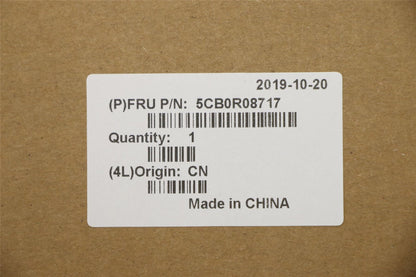 2019-10-20
(P)FRU P/N: 5CB0R08717
Quantity: 1
(4L)Origin: CN
Made in CHINA